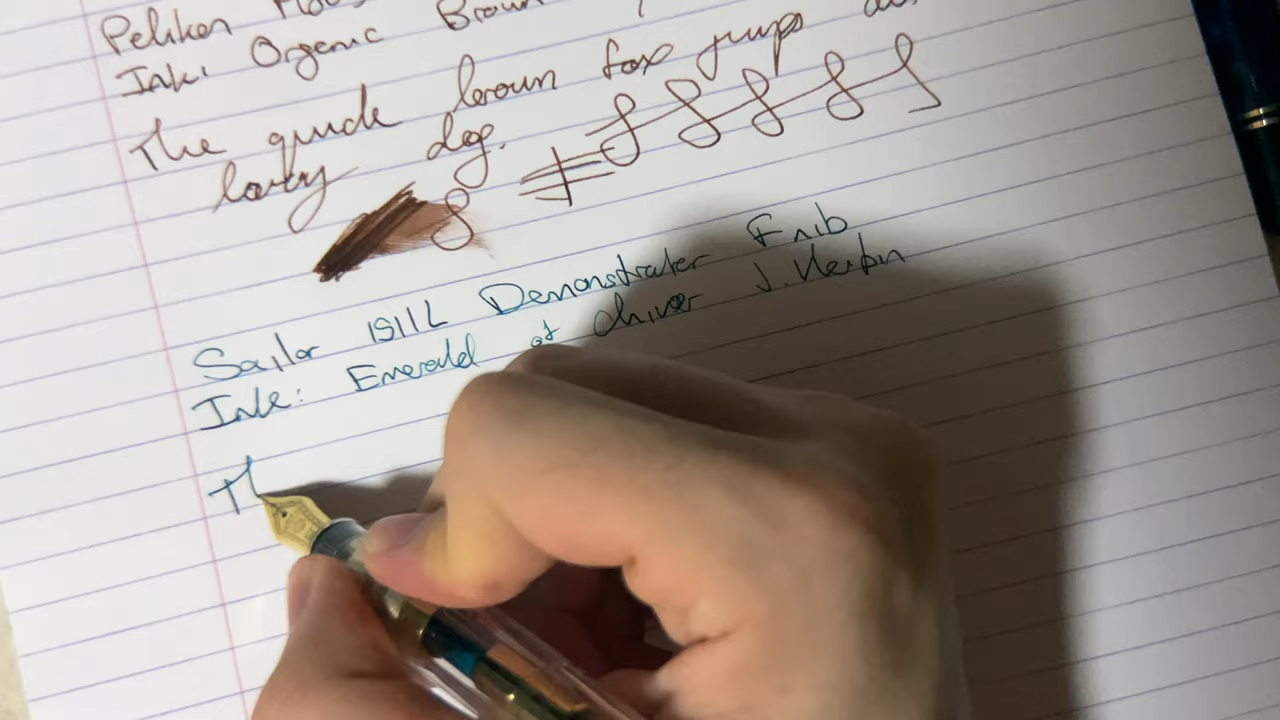 Pelikan
Ink: Organic Brown
The quick brown fox jumps
lazy dog.
Sailor 1911L Demonstrator F nib
Ink: Emerald of chivor J. Herbin
Th